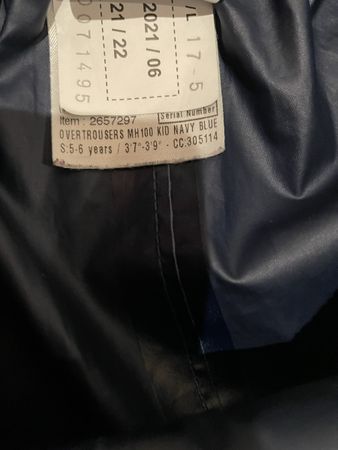 /L 17-5
2021/06
21/22
0071495
Serial Number
Item: 2657297
OVERTROUSERS MH100 KID NAVY BLUE
S:5-6 years / 3'7"-3'9" - CC.305114